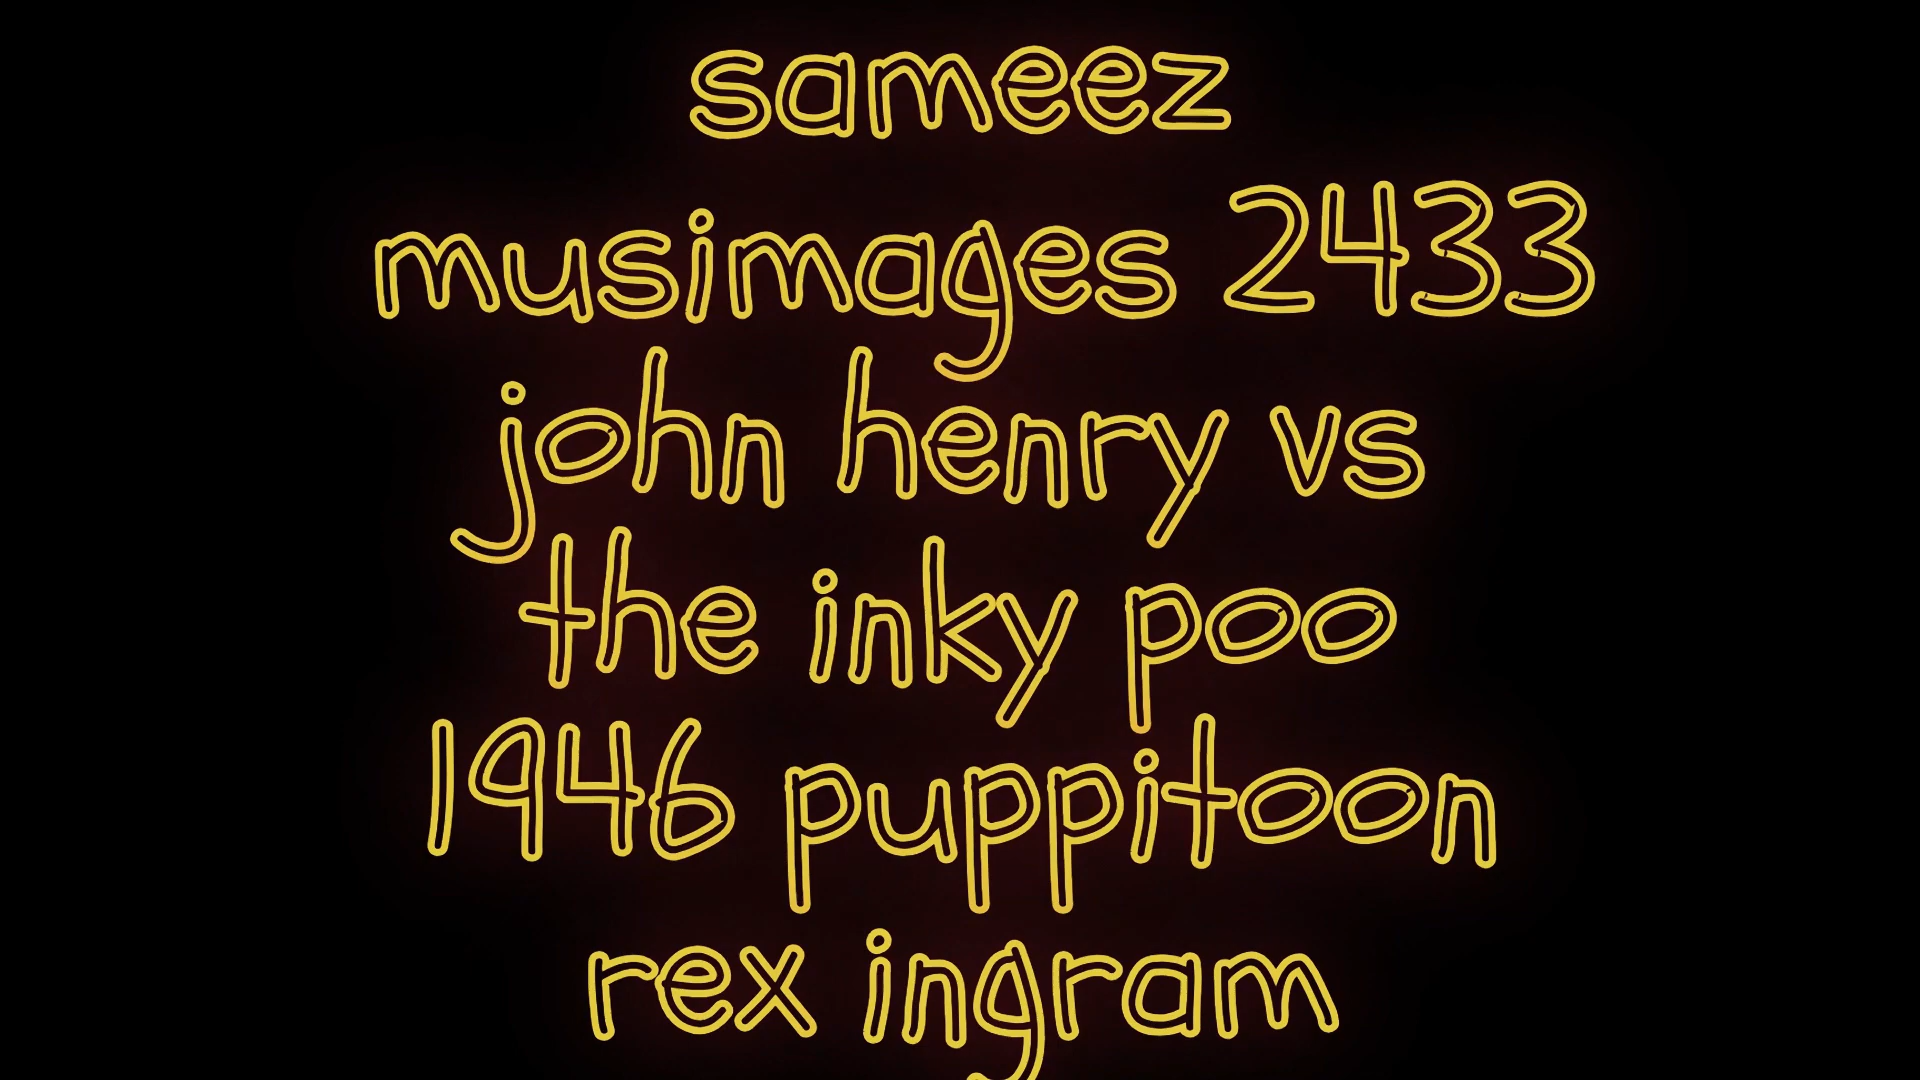 sameez
musimages 2433
john henry vs
the inky poo
1946 puppitoon
rex ingram